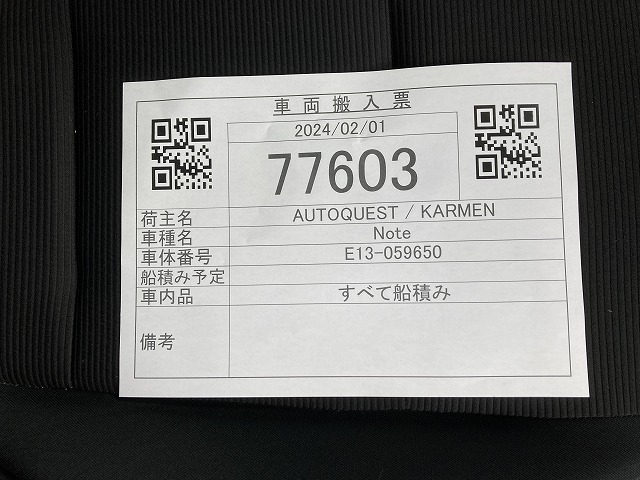 車両搬入票
2024/02/01
77603
荷主名 AUTOQUEST / KARMEN
車種名 Note
車体番号 E13-059650
船積み予定
車内品 すべて船積み
備考